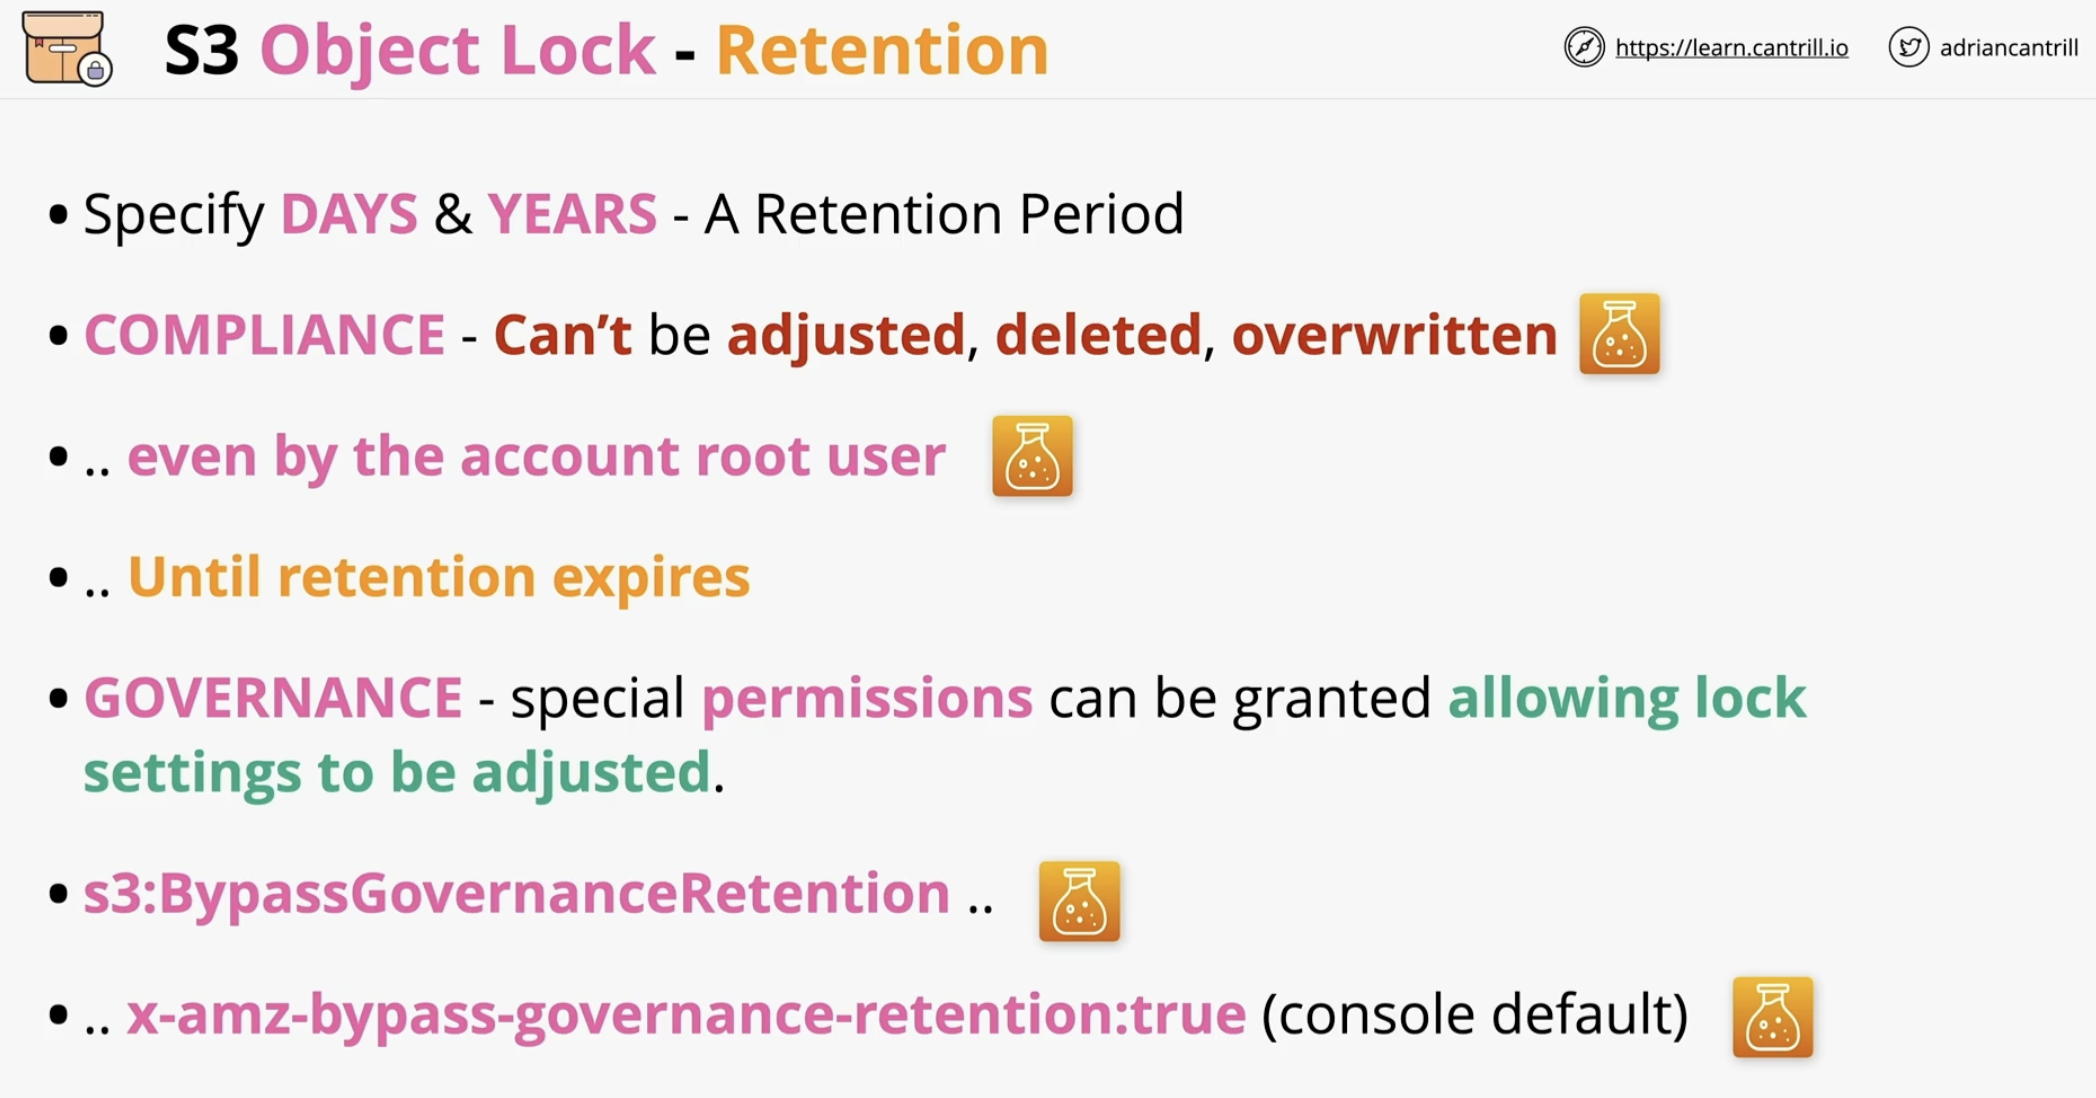 S3 Object Lock - Retention
https://learn.cantrill.io
adriancantrill
• Specify DAYS & YEARS - A Retention Period
• COMPLIANCE - Can’t be adjusted, deleted, overwritten
• .. even by the account root user
• .. Until retention expires
• GOVERNANCE - special permissions can be granted allowing lock
settings to be adjusted.
• s3:BypassGovernanceRetention ..
• .. x-amz-bypass-governance-retention:true (console default)